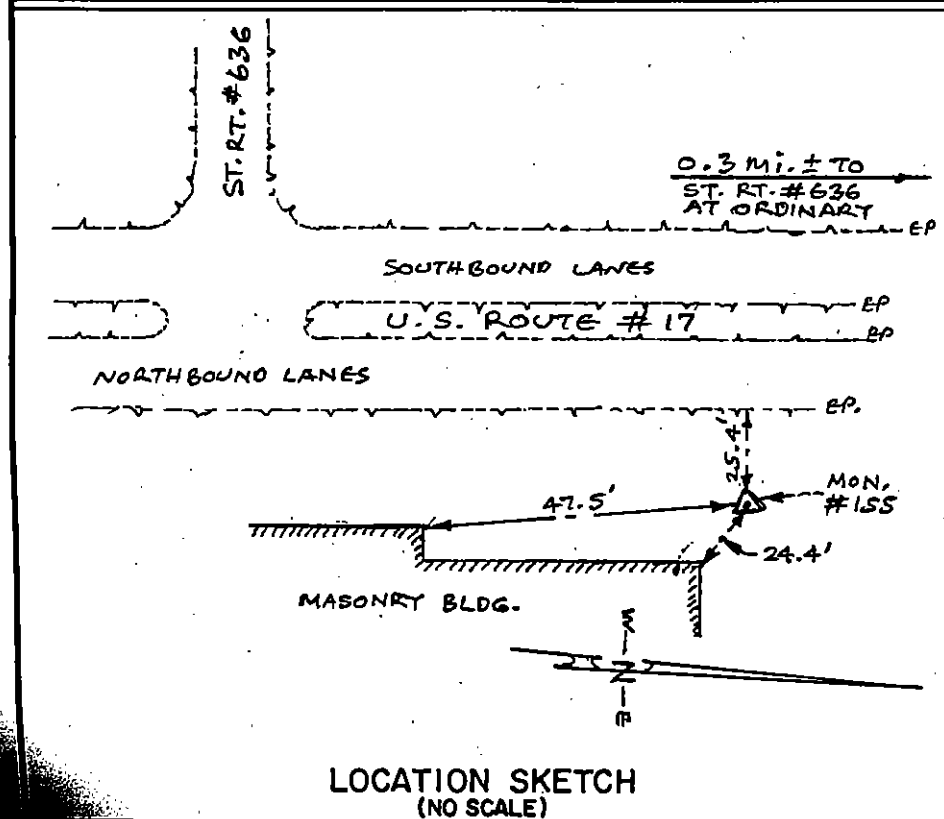 ST. RT. #636
0.3 Mi. ± TO
ST. RT. #636
AT ORDINARY
EP
SOUTHBOUND LANES
EP
U.S. ROUTE #17
EP
NORTHBOUND LANES
EP.
25.4'
MON.
#155
47.5'
24.4'
MASONRY BLDG.
W
N
E
LOCATION SKETCH
(NO SCALE)